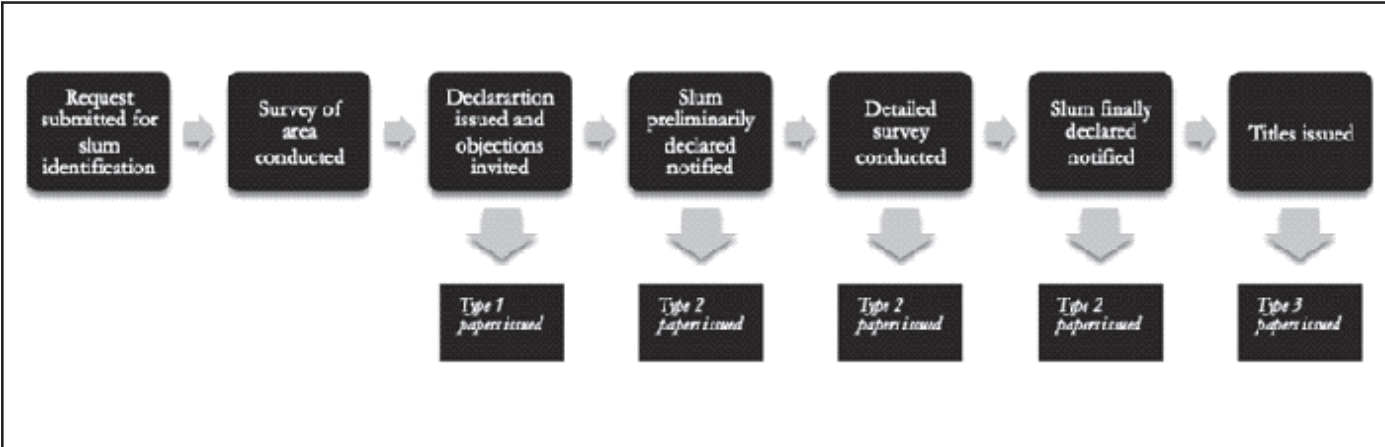 Request
submitted for
slum
identification
Survey of
area
conducted
Declarartion
issued and
objections
invited
Slum
preliminarily
declared
notified
Detailed
survey
conducted
Slum finally
declared
notified
Titles issued
Type 1
papers issued
Type 2
papers issued
Type 2
papers issued
Type 2
papers issued
Type 3
papers issued